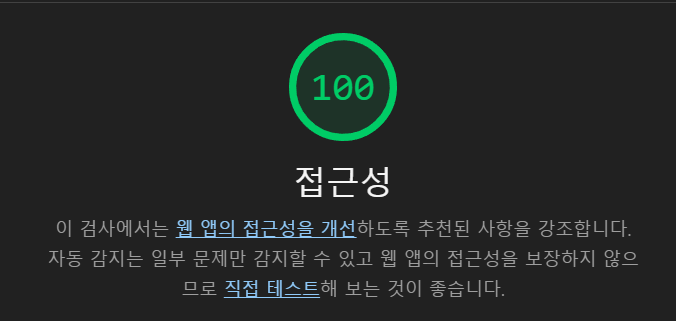 100
접근성
이 검사에서는 웹 앱의 접근성을 개선하도록 추천된 사항을 강조합니다.
자동 감지는 일부 문제만 감지할 수 있고 웹 앱의 접근성을 보장하지 않으
므로 직접 테스트해 보는 것이 좋습니다.